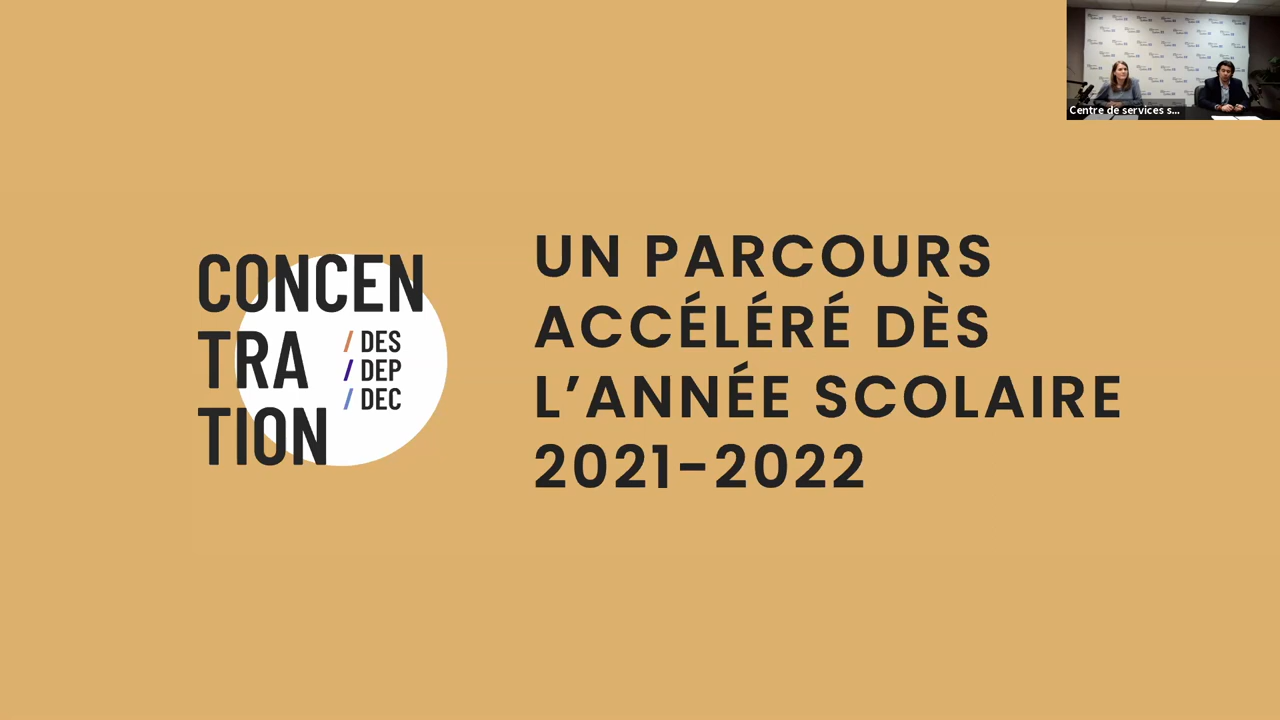 Centre de services s...
CONCEN
TRA
TION
/ DES
/ DEP
/ DEC
UN PARCOURS
ACCÉLÉRÉ DÈS
L’ANNÉE SCOLAIRE
2021-2022